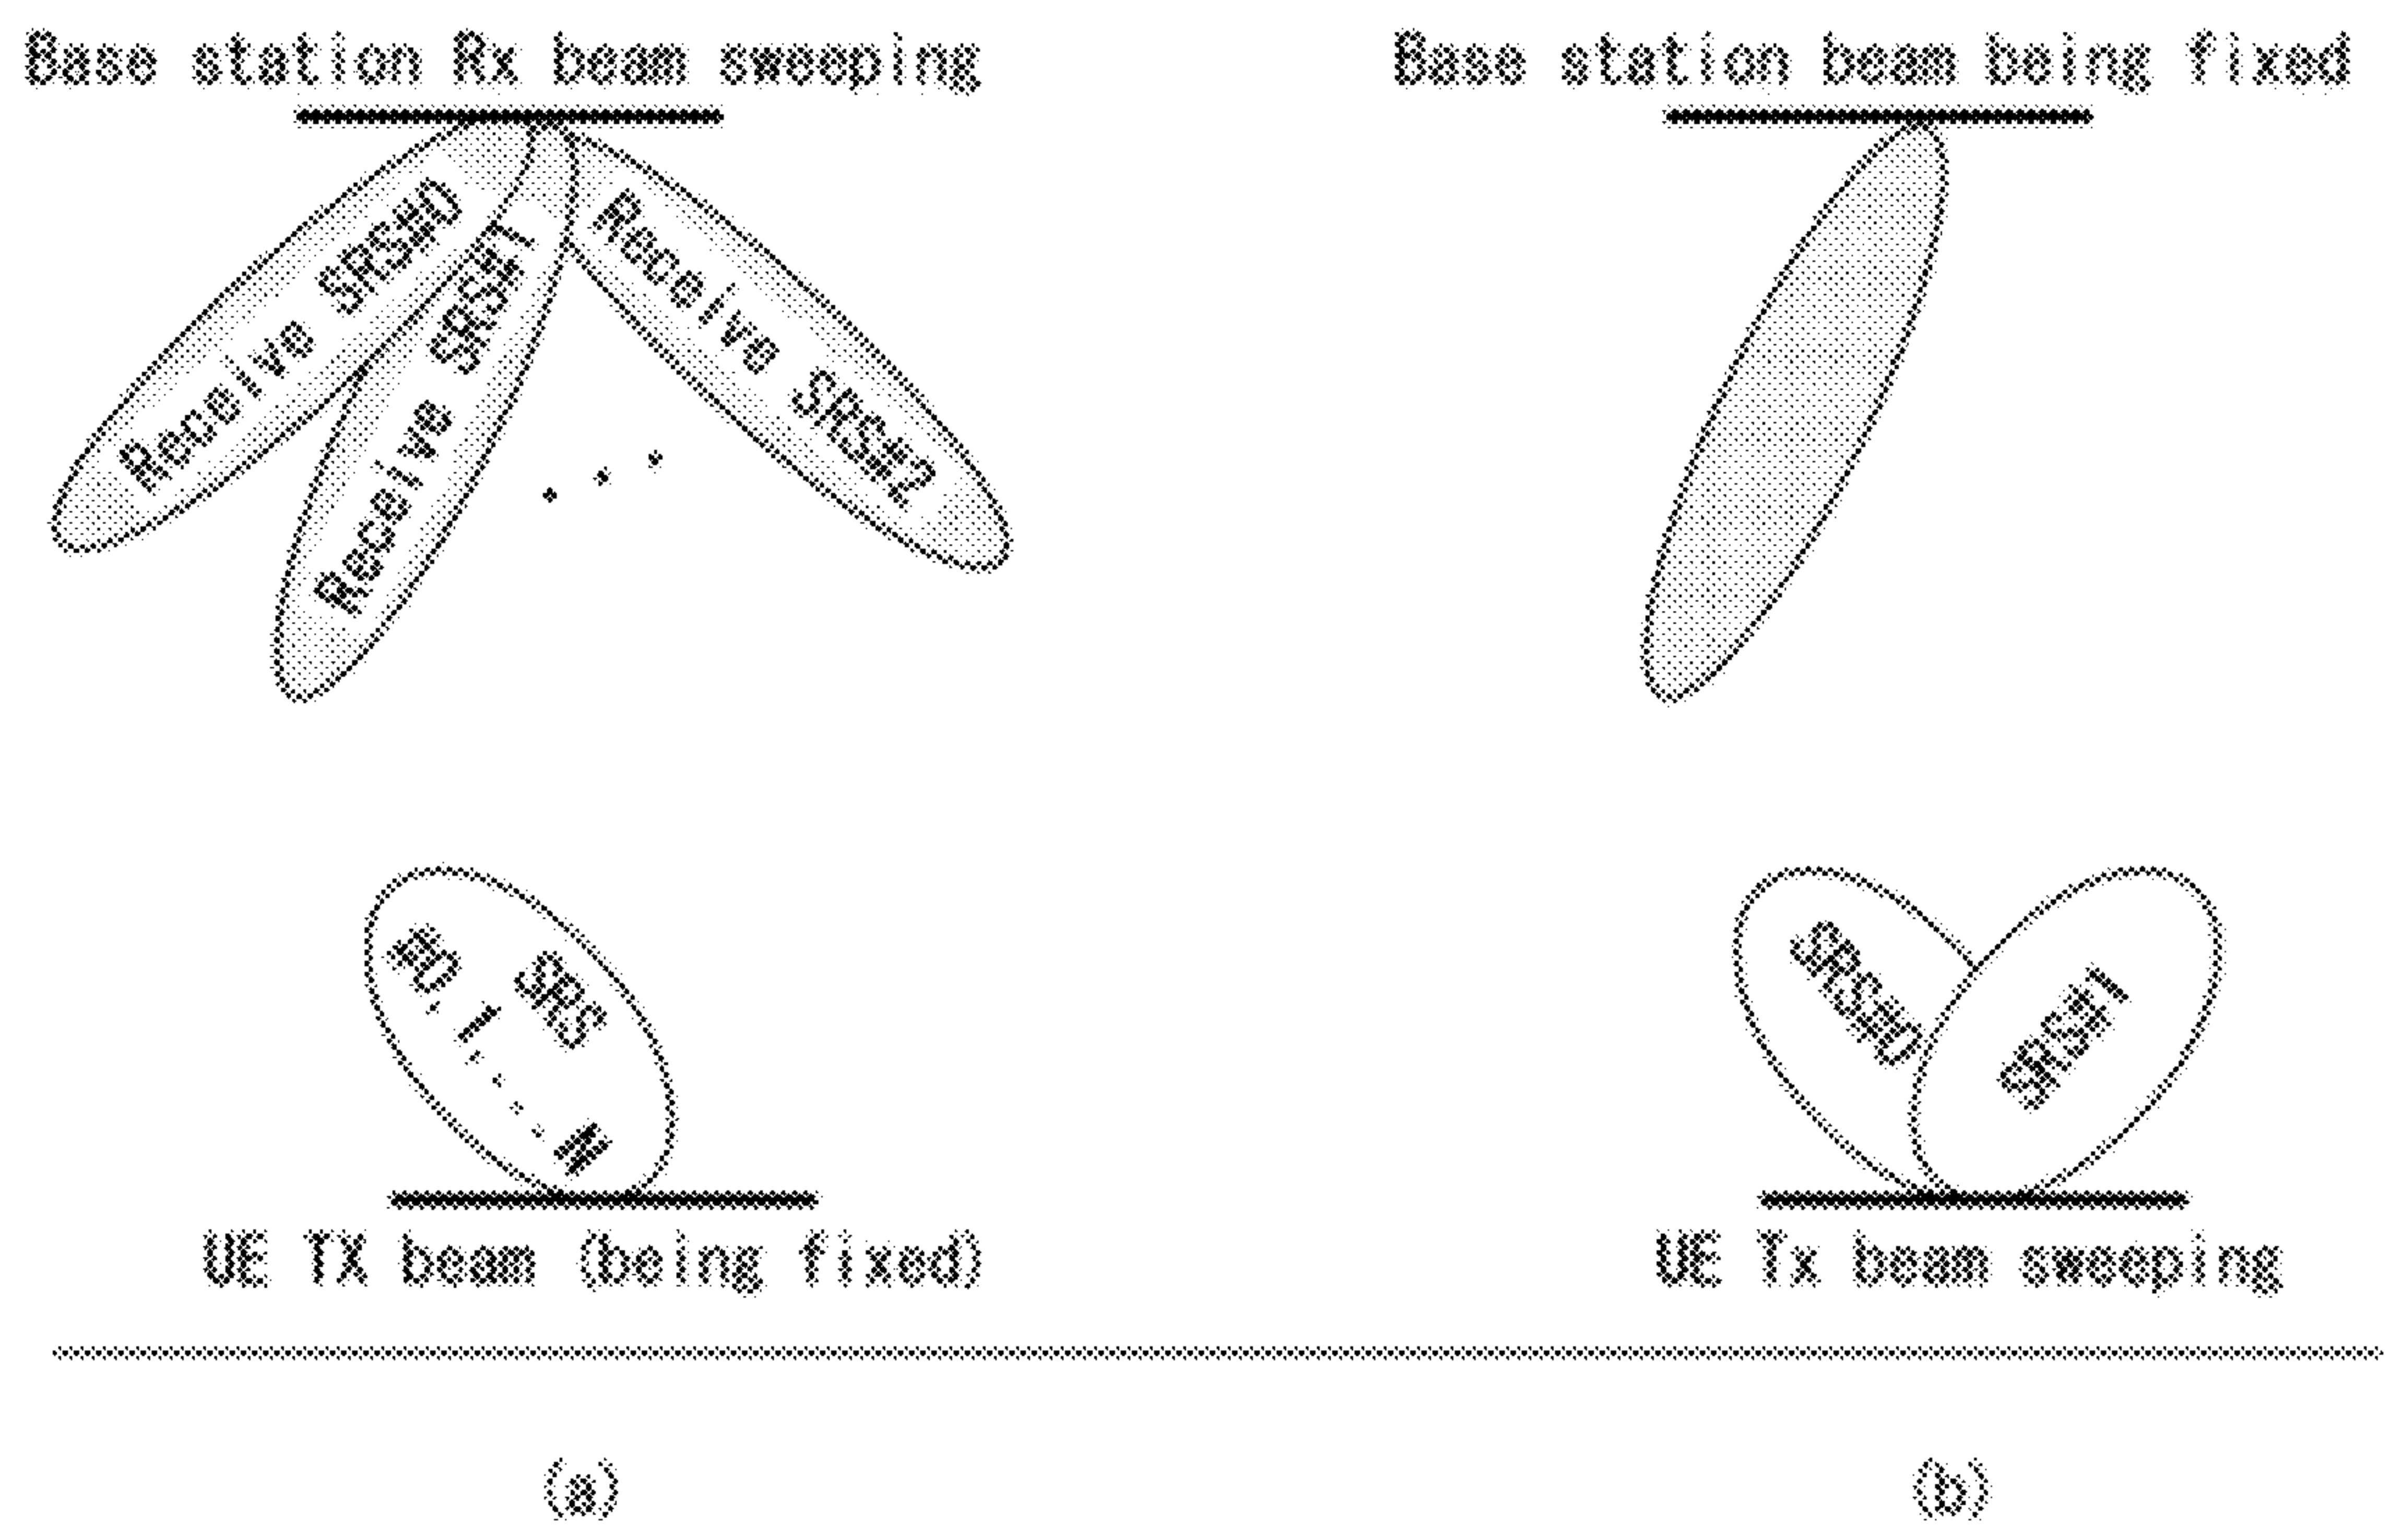 Base station Rx beam sweeping
Receive SRS#0
Receive SRS#1
Receive SRS#2
SRS
#0, 1, ..., N
UE TX beam (being fixed)
(a)
Base station beam being fixed
SRS#0
SRS#1
UE Tx beam sweeping
(b)